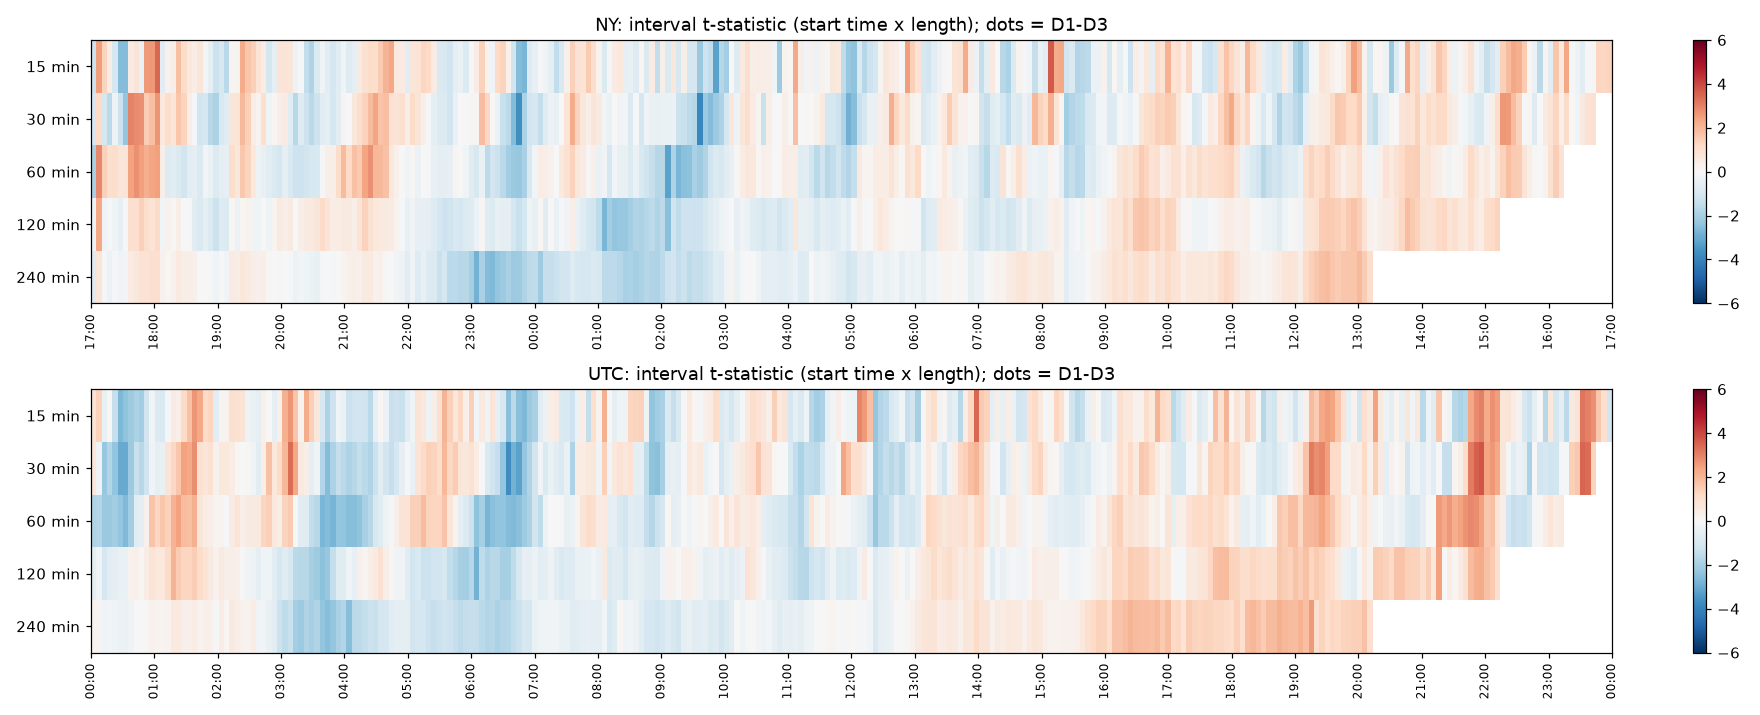 NY: interval t-statistic (start time x length); dots = D1-D3
15 min
30 min
60 min
120 min
240 min
17:00 18:00 19:00 20:00 21:00 22:00 23:00 00:00 01:00 02:00 03:00 04:00 05:00 06:00 07:00 08:00 09:00 10:00 11:00 12:00 13:00 14:00 15:00 16:00 17:00
6
4
2
0
−2
−4
−6
UTC: interval t-statistic (start time x length); dots = D1-D3
15 min
30 min
60 min
120 min
240 min
00:00 01:00 02:00 03:00 04:00 05:00 06:00 07:00 08:00 09:00 10:00 11:00 12:00 13:00 14:00 15:00 16:00 17:00 18:00 19:00 20:00 21:00 22:00 23:00 00:00
6
4
2
0
−2
−4
−6